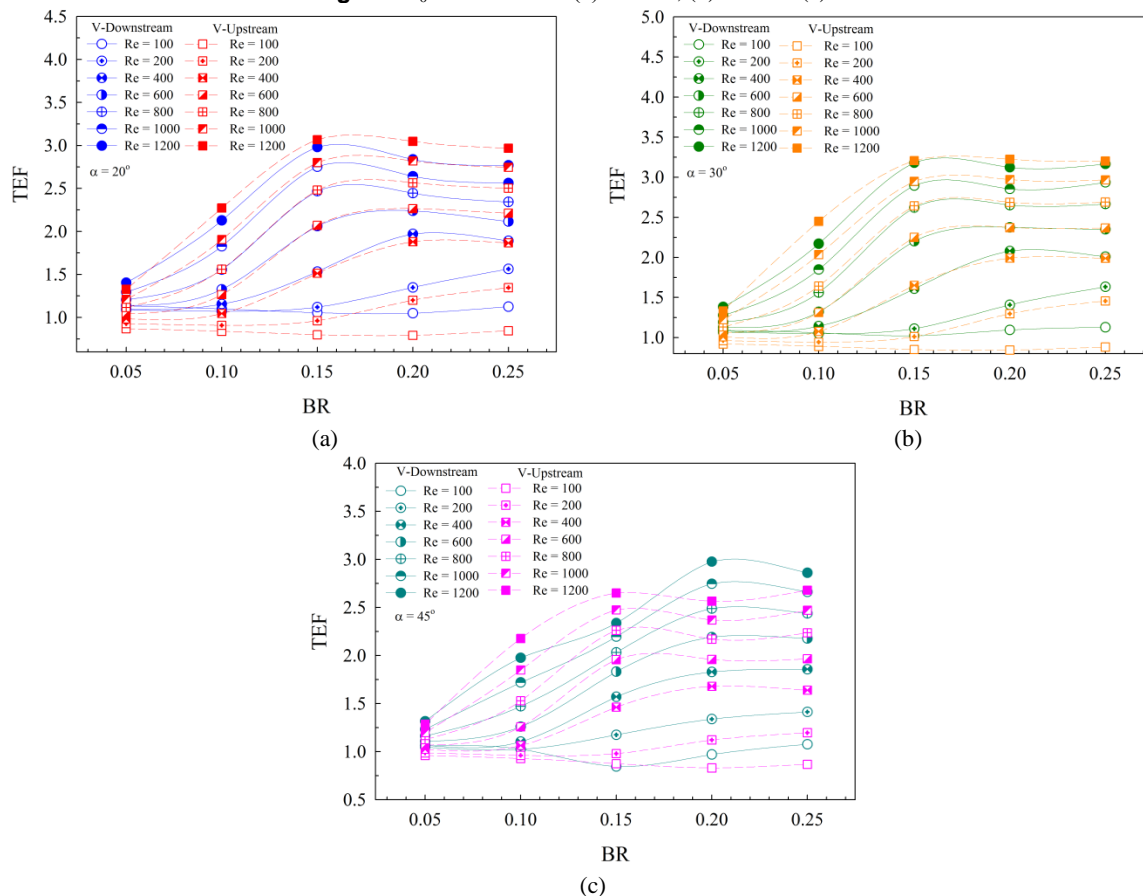 4.5
4.0
3.5
3.0
2.5
2.0
1.5
1.0
TEF
V-Downstream V-Upstream
Re = 100 Re = 100
Re = 200 Re = 200
Re = 400 Re = 400
Re = 600 Re = 600
Re = 800 Re = 800
Re = 1000 Re = 1000
Re = 1200 Re = 1200
α = 20°
0.05 0.10 0.15 0.20 0.25
BR
(a)
5.0
4.5
4.0
3.5
3.0
2.5
2.0
1.5
1.0
TEF
V-Downstream V-Upstream
Re = 100 Re = 100
Re = 200 Re = 200
Re = 400 Re = 400
Re = 600 Re = 600
Re = 800 Re = 800
Re = 1000 Re = 1000
Re = 1200 Re = 1200
α = 30°
0.05 0.10 0.15 0.20 0.25
BR
(b)
4.0
3.5
3.0
2.5
2.0
1.5
1.0
0.5
TEF
V-Downstream V-Upstream
Re = 100 Re = 100
Re = 200 Re = 200
Re = 400 Re = 400
Re = 600 Re = 600
Re = 800 Re = 800
Re = 1000 Re = 1000
Re = 1200 Re = 1200
α = 45°
0.05 0.10 0.15 0.20 0.25
BR
(c)